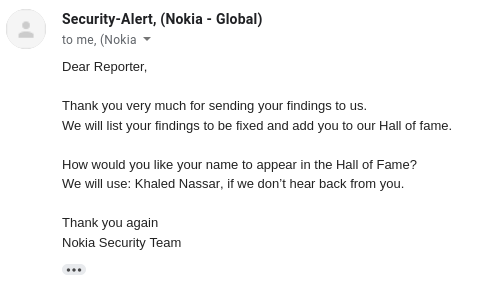 Security-Alert, (Nokia - Global)
to me, (Nokia
Dear Reporter,
Thank you very much for sending your findings to us.
We will list your findings to be fixed and add you to our Hall of fame.
How would you like your name to appear in the Hall of Fame?
We will use: Khaled Nassar, if we don’t hear back from you.
Thank you again
Nokia Security Team